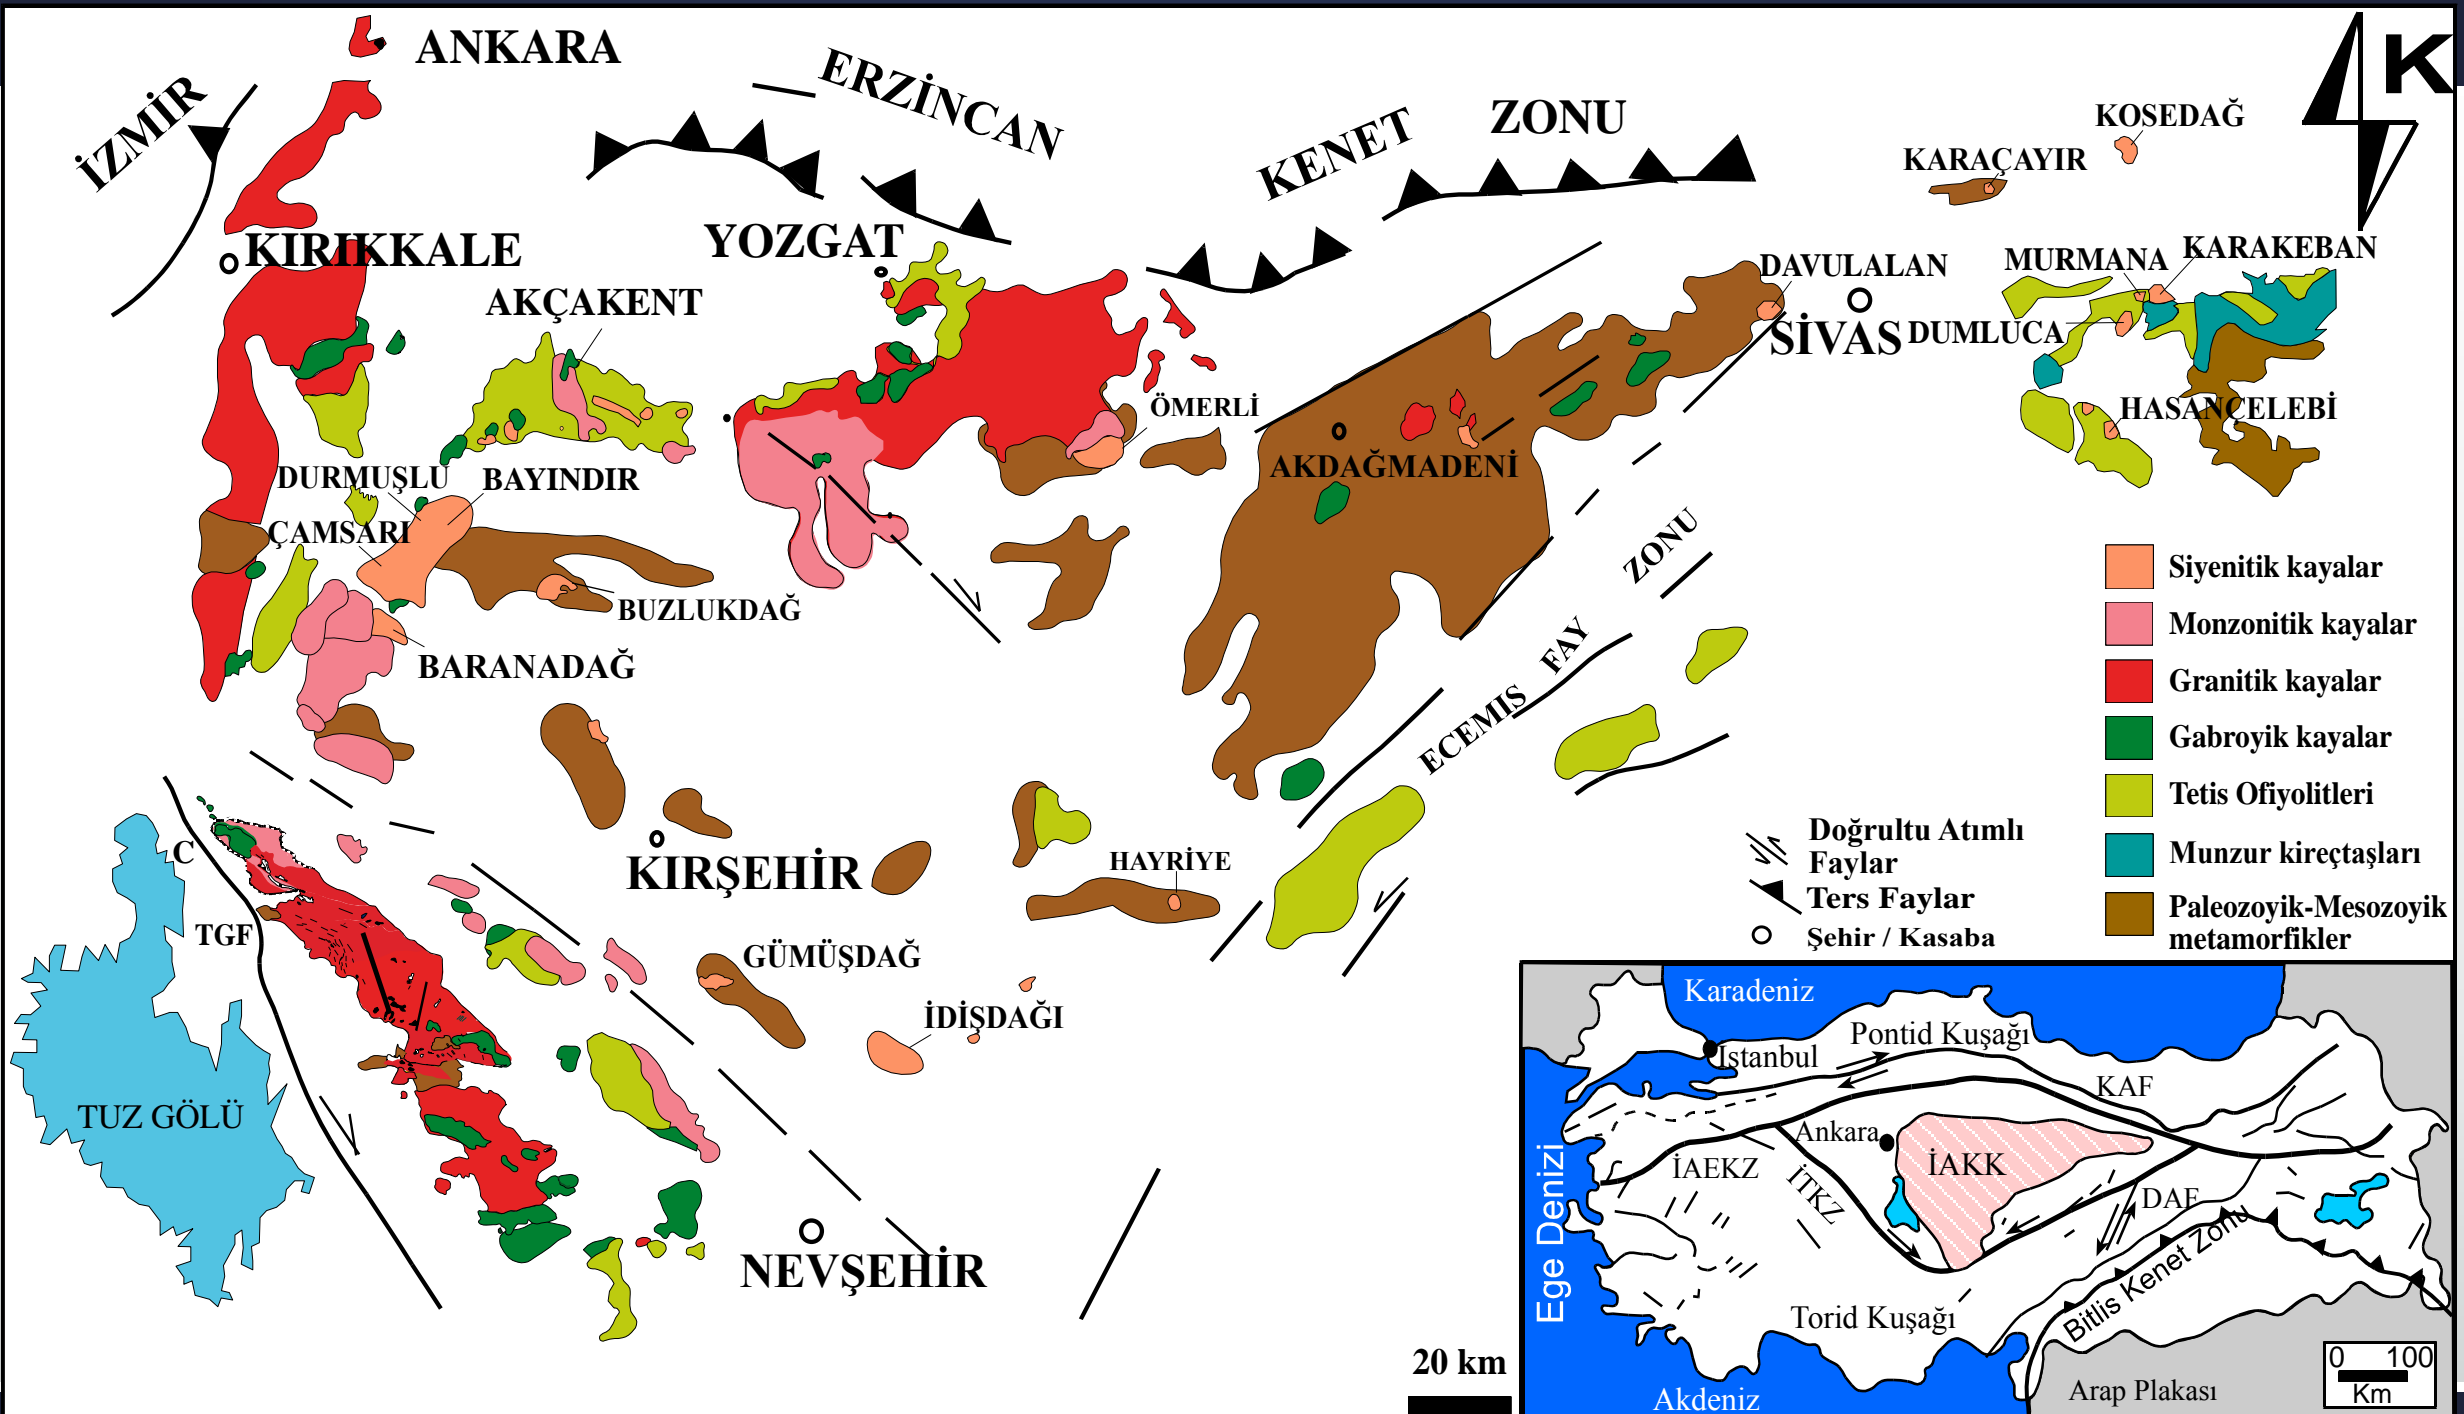 ANKARA
İZMİR
ERZİNCAN
KENET
ZONU
K
KOSEDAĞ
KARAÇAYIR
KIRIKKALE
YOZGAT
AKÇAKENT
DAVULALAN
MURMANA
KARAKEBAN
SİVAS
DUMLUCA
ÖMERLİ
HASANÇELEBİ
AKDAĞMADENİ
DURMUŞLU
BAYINDIR
ÇAMSARI
BUZLUKDAĞ
BARANADAĞ
ECEMIS
FAY
ZONU
Siyenitik kayalar
Monzonitik kayalar
Granitik kayalar
Gabroyik kayalar
Tetis Ofiyolitleri
Munzur kireçtaşları
Paleozoyik-Mesozoyik
metamorfikler
Doğrultu Atımlı
Faylar
Ters Faylar
Şehir / Kasaba
C
TGF
KIRŞEHİR
HAYRİYE
GÜMÜŞDAĞ
İDİŞDAĞI
TUZ GÖLÜ
NEVŞEHİR
20 km
Karadeniz
Pontid Kuşağı
İstanbul
KAF
Ankara
İAEKZ
İTKZ
İAKK
DAF
Ege Denizi
Bitlis Kenet Zonu
Torid Kuşağı
Akdeniz
Arap Plakası
0 100
Km